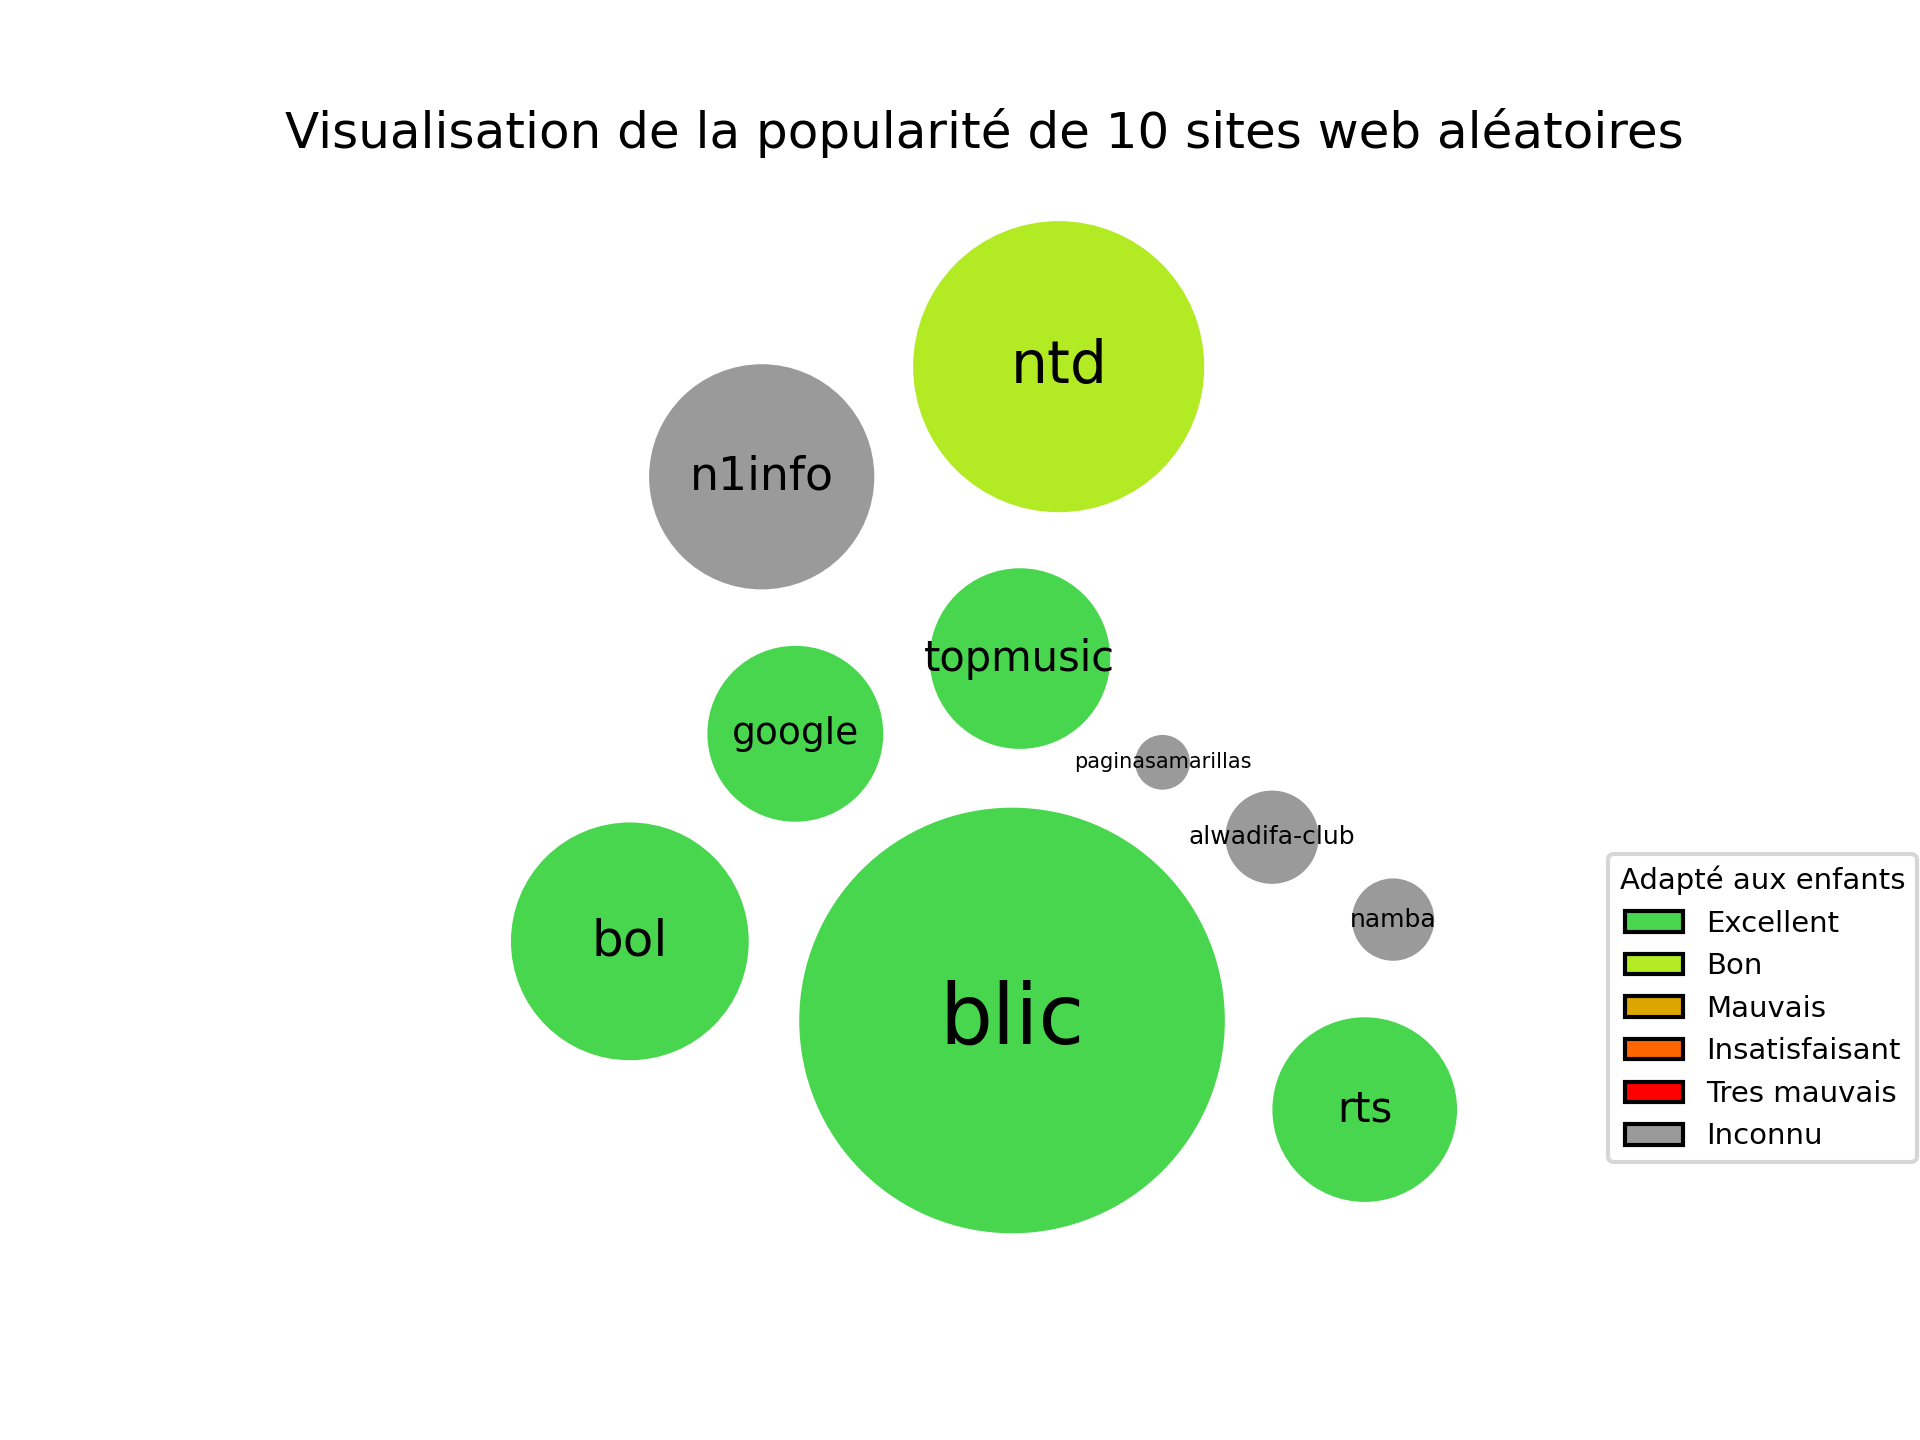 Visualisation de la popularité de 10 sites web aléatoires
ntd
n1info
topmusic
google
paginasamarillas
alwadifa-club
namba
bol
blic
rts
Adapté aux enfants
Excellent
Bon
Mauvais
Insatisfaisant
Tres mauvais
Inconnu